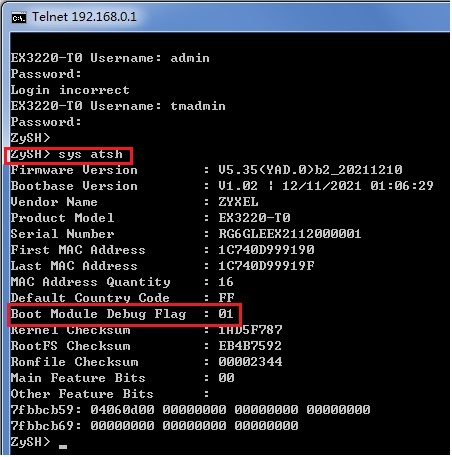 Telnet 192.168.0.1
EX3220-T0 Username: admin
Password:
Login incorrect
EX3220-T0 Username: tmadmin
Password:
ZySH>
ZySH> sys atsh
Firmware Version : V5.35(YAD.0)b2_20211210
Bootbase Version : V1.02 | 12/11/2021 01:06:29
Vendor Name : ZYXEL
Product Model : EX3220-T0
Serial Number : RG6GLEEX2112000001
First MAC Address : 1C740D999190
Last MAC Address : 1C740D99919F
MAC Address Quantity : 16
Default Country Code : FF
Boot Module Debug Flag : 01
Kernel Checksum : 1AD5F787
RootFS Checksum : EB4B7592
Romfile Checksum : 00002344
Main Feature Bits : 00
Other Feature Bits :
7fbbcb59: 04060d00 00000000 00000000 00000000
7fbbcb69: 00000000 00000000 00000000
ZySH> _